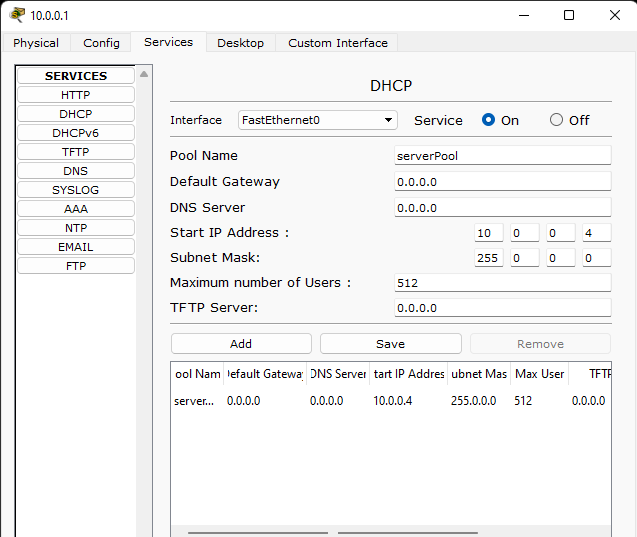 10.0.0.1
Physical Config Services Desktop Custom Interface
SERVICES
HTTP
DHCP
DHCPv6
TFTP
DNS
SYSLOG
AAA
NTP
EMAIL
FTP
DHCP
Interface FastEthernet0 Service On Off
Pool Name serverPool
Default Gateway 0.0.0.0
DNS Server 0.0.0.0
Start IP Address : 10 0 0 4
Subnet Mask: 255 0 0 0
Maximum number of Users : 512
TFTP Server: 0.0.0.0
Add Save Remove
ool Nam efault Gateway DNS Server tart IP Addres ubnet Mas Max User TFTP
server... 0.0.0.0 0.0.0.0 10.0.0.4 255.0.0.0 512 0.0.0.0